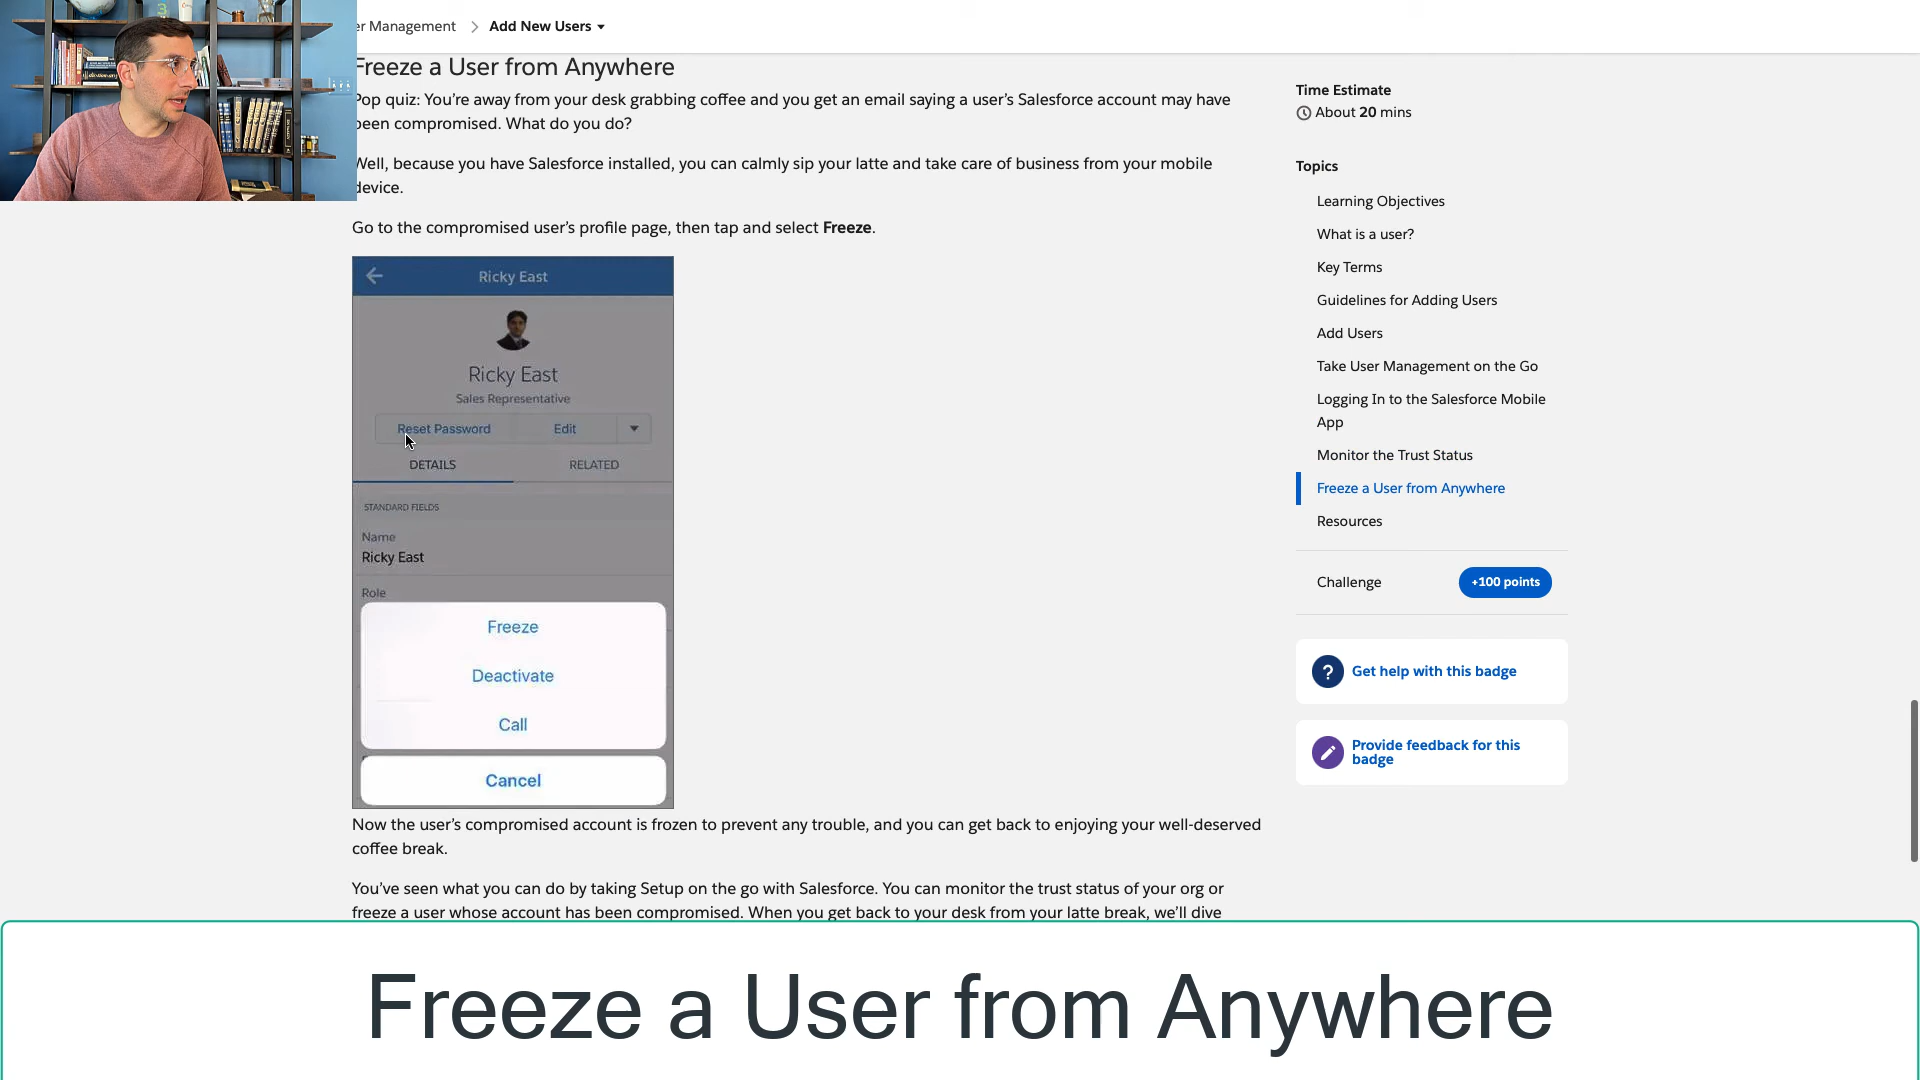 er Management
Add New Users
Freeze a User from Anywhere
Pop quiz: You're away from your desk grabbing coffee and you get an email saying a user's Salesforce account may have
been compromised. What do you do?
Well, because you have Salesforce installed, you can calmly sip your latte and take care of business from your mobile
device.
Go to the compromised user's profile page, then tap and select Freeze.
Ricky East
Ricky East
Sales Representative
Reset Password
Edit
DETAILS
RELATED
STANDARD FIELDS
Name
Ricky East
Role
Freeze
Deactivate
Call
Cancel
Now the user's compromised account is frozen to prevent any trouble, and you can get back to enjoying your well-deserved
coffee break.
You've seen what you can do by taking Setup on the go with Salesforce. You can monitor the trust status of your org or
freeze a user whose account has been compromised. When you get back to your desk from your latte break, we'll dive
Time Estimate
About 20 mins
Topics
Learning Objectives
What is a user?
Key Terms
Guidelines for Adding Users
Add Users
Take User Management on the Go
Logging In to the Salesforce Mobile
App
Monitor the Trust Status
Freeze a User from Anywhere
Resources
Challenge
+100 points
? Get help with this badge
Provide feedback for this
badge
Freeze a User from Anywhere